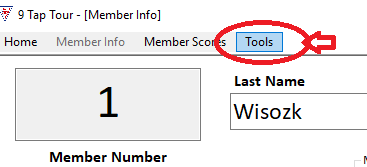 9 Tap Tour - [Member Info]
Home Member Info Member Scores Tools
1
Last Name
Wisozk
Member Number